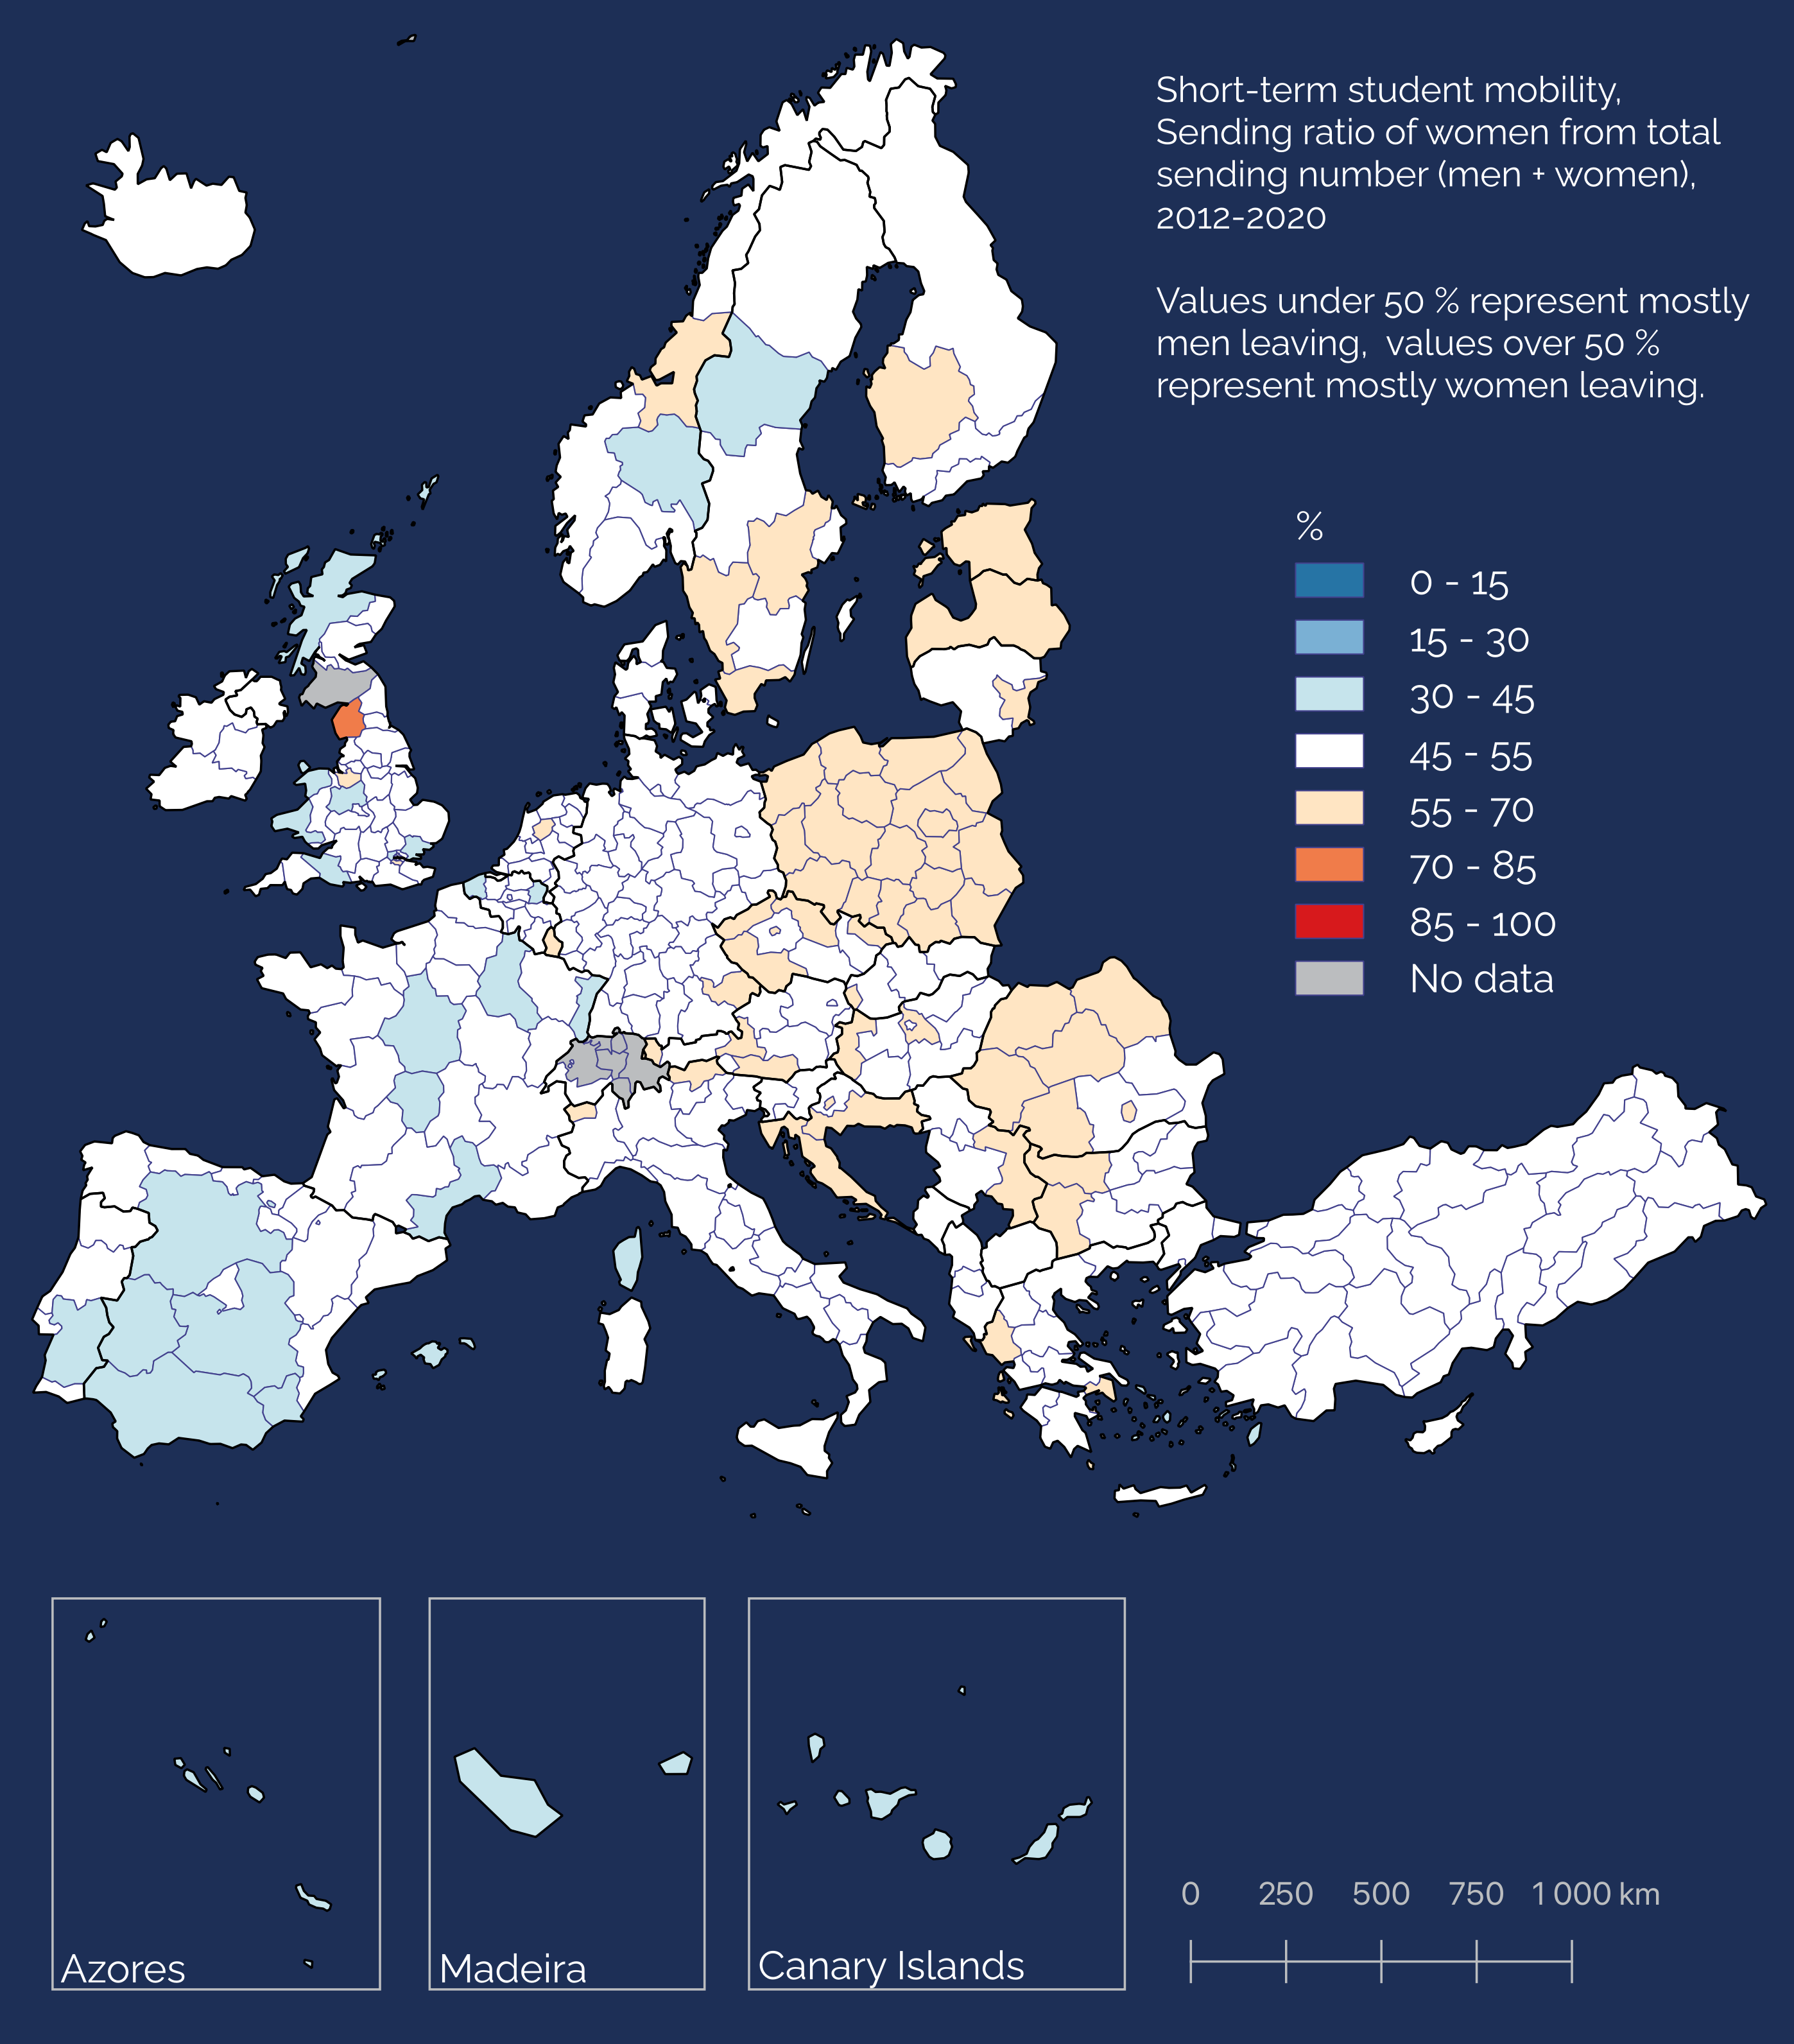 Short-term student mobility,
Sending ratio of women from total
sending number (men + women),
2012-2020
Values under 50 % represent mostly
men leaving,  values over 50 %
represent mostly women leaving.
%
0 - 15
15 - 30
30 - 45
45 - 55
55 - 70
70 - 85
85 - 100
No data
Azores
Madeira
Canary Islands
0 250 500 750 1 000 km